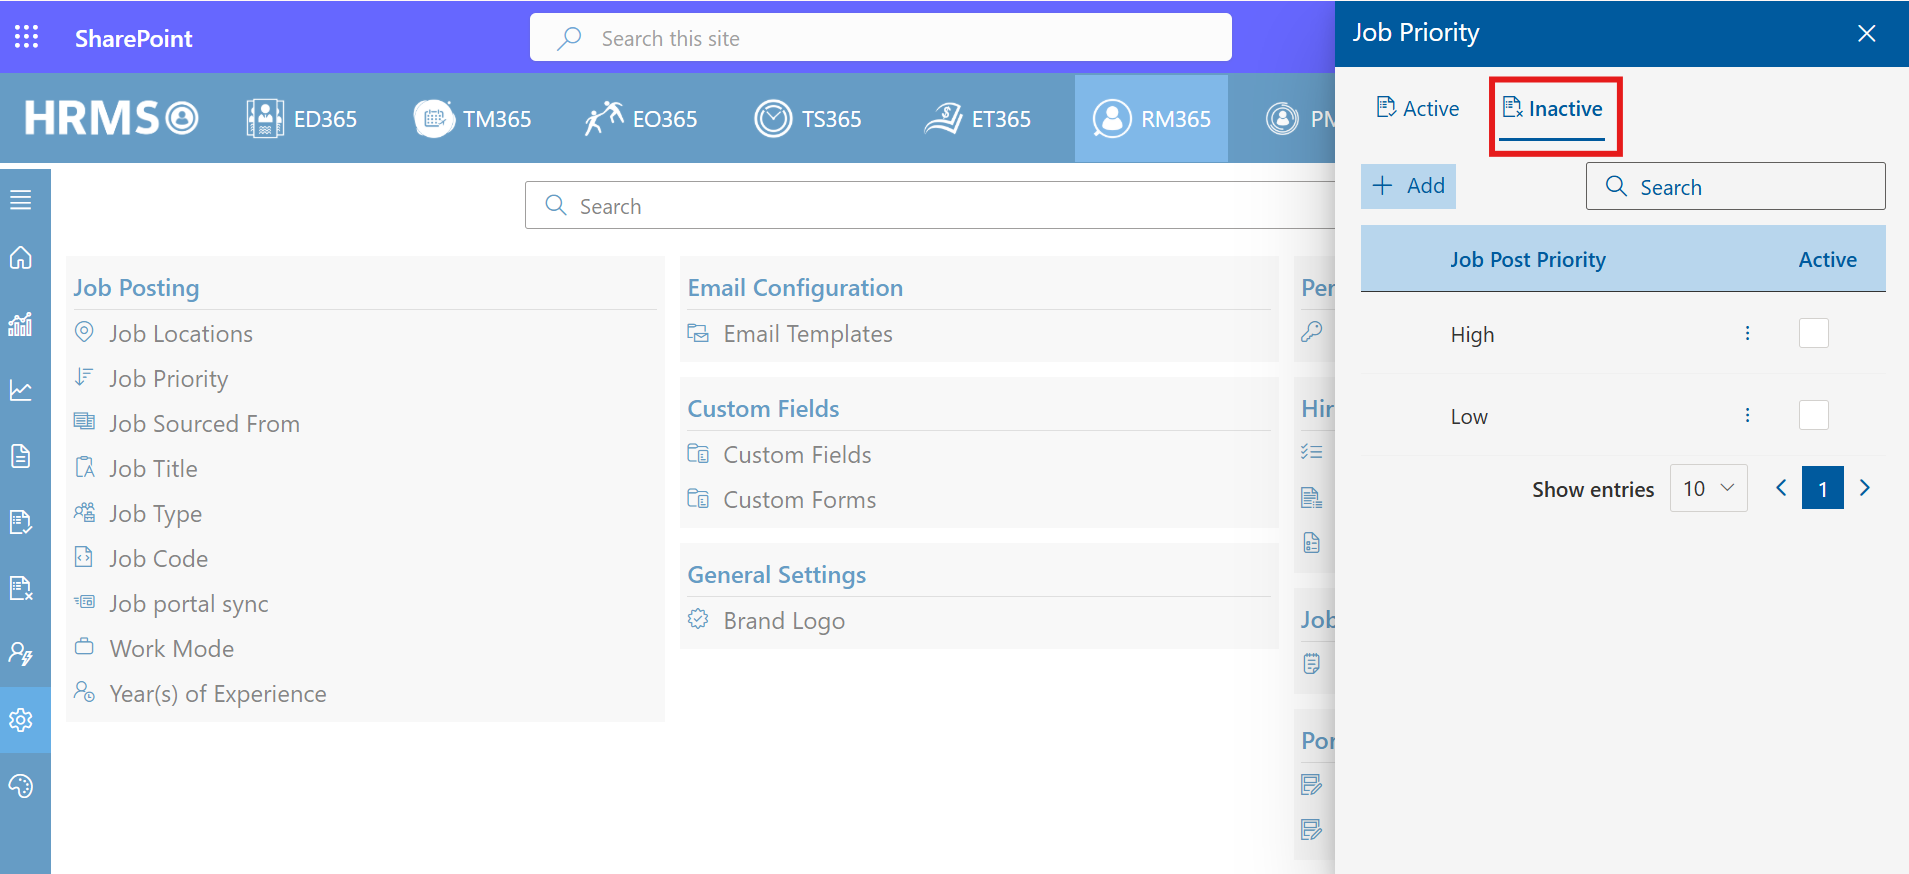 SharePoint
Search this site
HRMS
ED365
TM365
EO365
TS365
ET365
RM365
PM
Search
Job Posting
Job Locations
Job Priority
Job Sourced From
Job Title
Job Type
Job Code
Job portal sync
Work Mode
Year(s) of Experience
Email Configuration
Email Templates
Custom Fields
Custom Fields
Custom Forms
General Settings
Brand Logo
Per
Hir
Job
Por
Job Priority
Active
Inactive
Add
Search
Job Post Priority Active
High
Low
Show entries 10 1